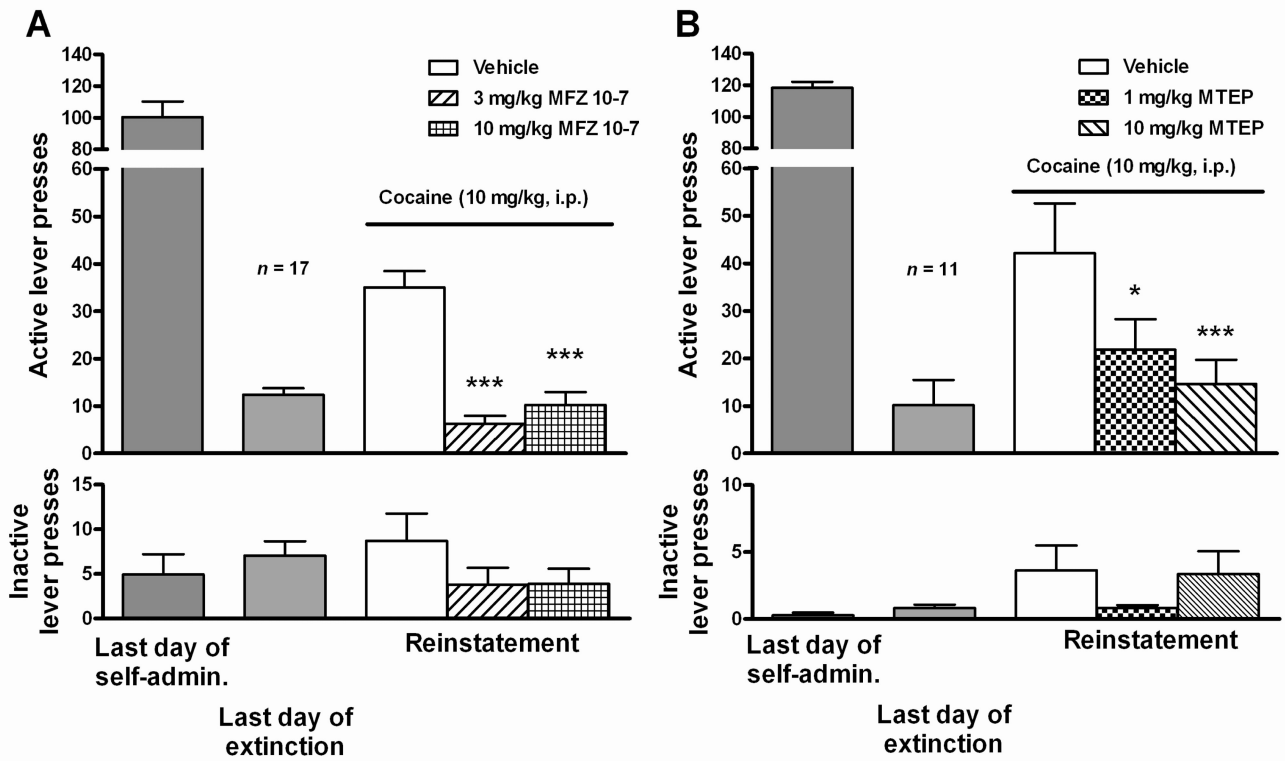 A
Active lever presses
140
120
100
80
60
50
40
30
20
10
0
Vehicle
3 mg/kg MFZ 10-7
10 mg/kg MFZ 10-7
Cocaine (10 mg/kg, i.p.)
n = 17
***
***
Inactive
lever presses
15
10
5
0
Last day of
self-admin.
Last day of
extinction
Reinstatement
B
Active lever presses
140
120
100
80
60
50
40
30
20
10
0
Vehicle
1 mg/kg MTEP
10 mg/kg MTEP
Cocaine (10 mg/kg, i.p.)
n = 11
*
***
Inactive
lever presses
10
5
0
Last day of
self-admin.
Last day of
extinction
Reinstatement